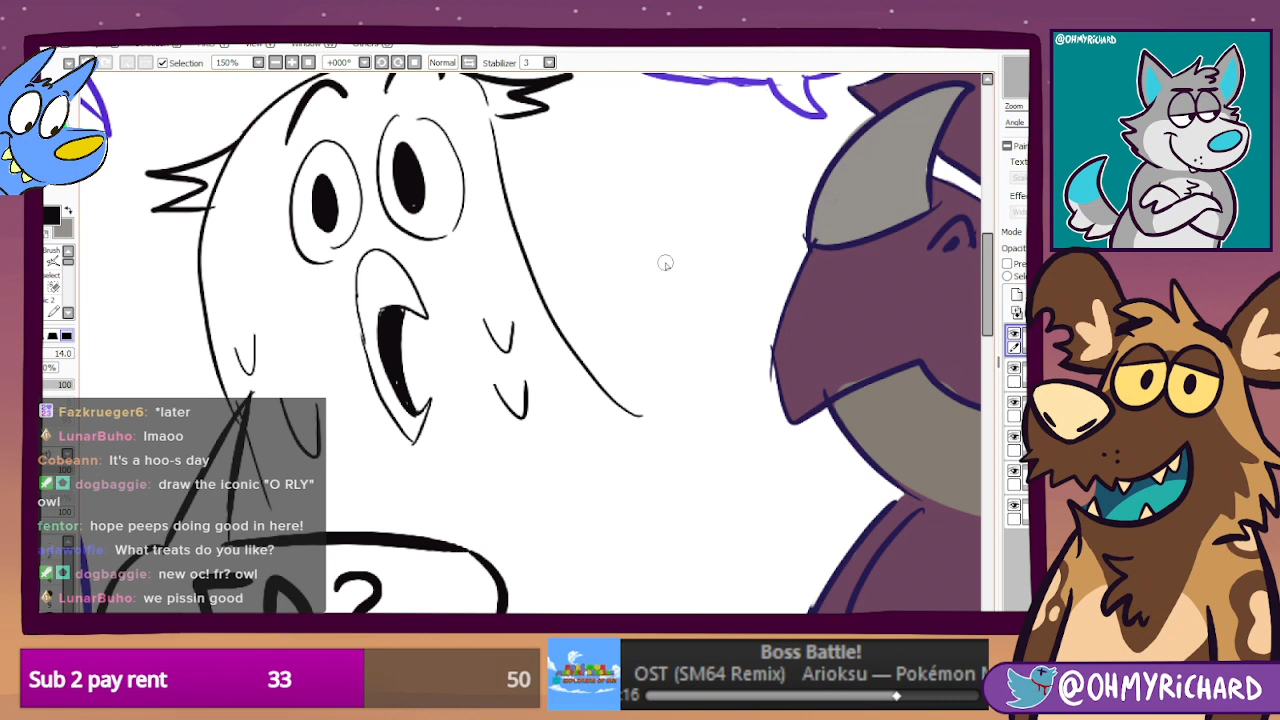 @OHMYRICHARD
Selection 150% +000° Normal Stabilizer 3
Zoom
Angle
Mode
Brush
14.0
100
Fazkrueger6: *later
LunarBuho: lmaoo
Cobeann: It's a hoo-s day
dogbaggie: draw the iconic "O RLY"
owl
fentor: hope peeps doing good in here!
What treats do you like?
dogbaggie: new oc! fr? owl
LunarBuho: we pissin good
?
Sub 2 pay rent 33 50
Boss Battle!
OST (SM64 Remix) Arioksu — Pokémon
:16
@OHMYRICHARD